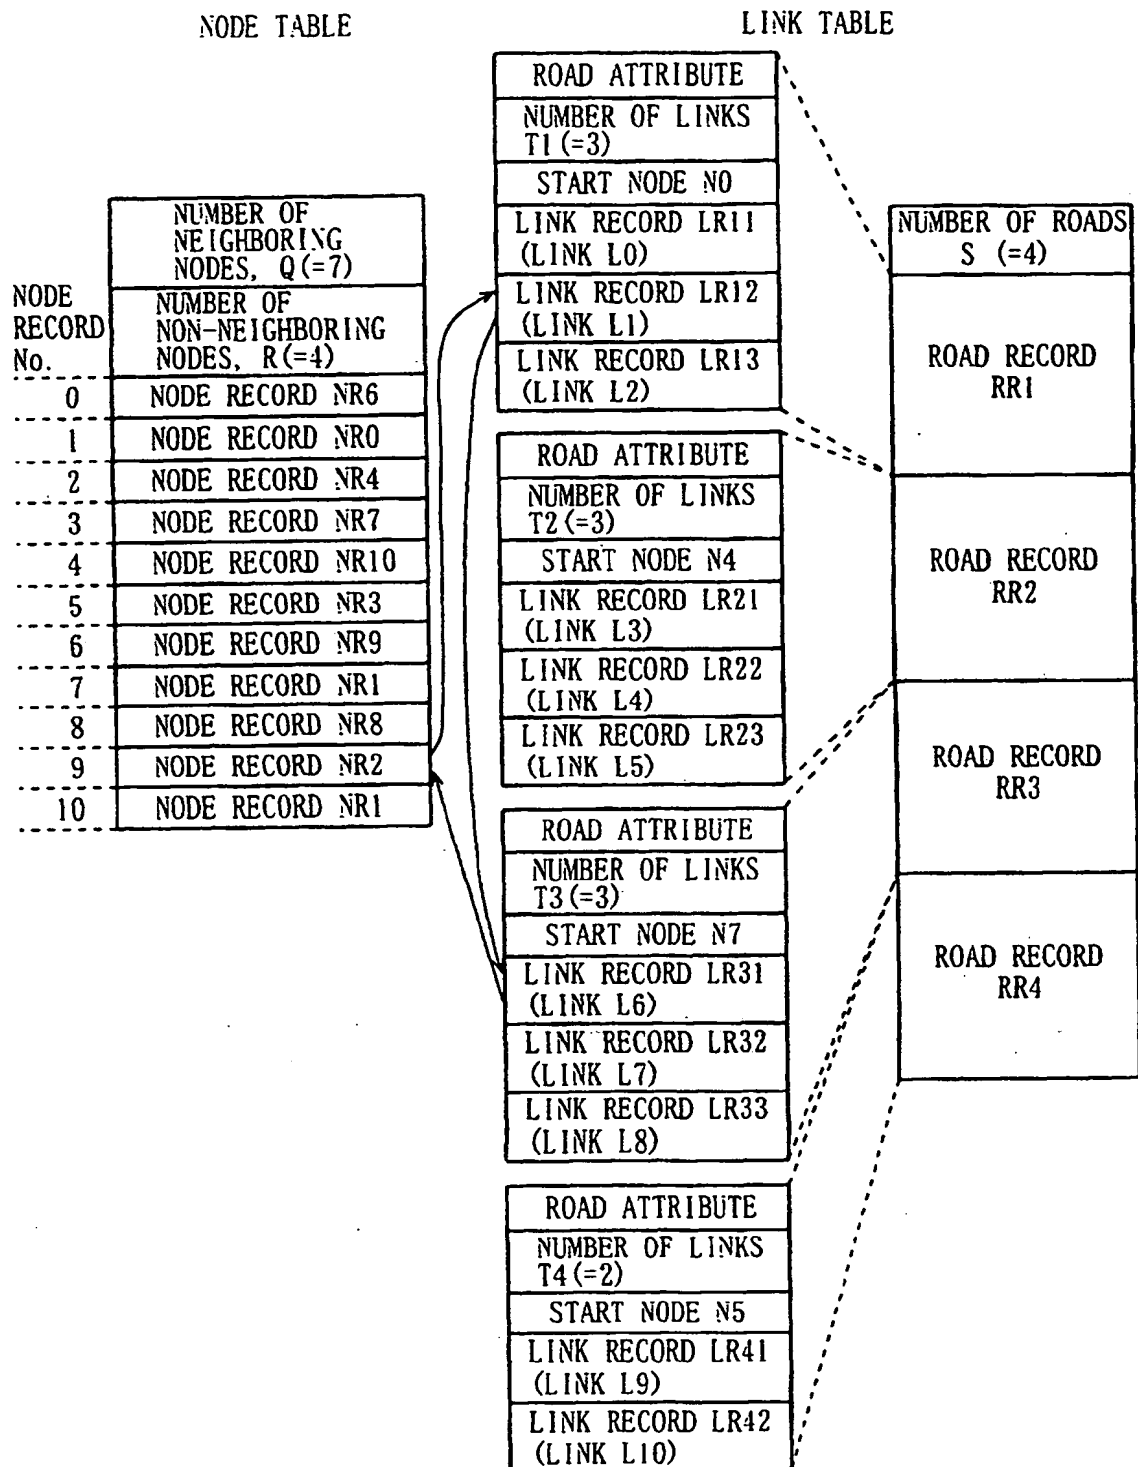 NODE TABLE
NUMBER OF
NEIGHBORING
NODES, Q(=7)
NODE
RECORD
No.
NUMBER OF
NON-NEIGHBORING
NODES, R(=4)
0 NODE RECORD NR6
1 NODE RECORD NR0
2 NODE RECORD NR4
3 NODE RECORD NR7
4 NODE RECORD NR10
5 NODE RECORD NR3
6 NODE RECORD NR9
7 NODE RECORD NR1
8 NODE RECORD NR8
9 NODE RECORD NR2
10 NODE RECORD NR1
LINK TABLE
ROAD ATTRIBUTE
NUMBER OF LINKS
T1(=3)
START NODE N0
LINK RECORD LR11
(LINK L0)
LINK RECORD LR12
(LINK L1)
LINK RECORD LR13
(LINK L2)
ROAD ATTRIBUTE
NUMBER OF LINKS
T2(=3)
START NODE N4
LINK RECORD LR21
(LINK L3)
LINK RECORD LR22
(LINK L4)
LINK RECORD LR23
(LINK L5)
ROAD ATTRIBUTE
NUMBER OF LINKS
T3(=3)
START NODE N7
LINK RECORD LR31
(LINK L6)
LINK RECORD LR32
(LINK L7)
LINK RECORD LR33
(LINK L8)
ROAD ATTRIBUTE
NUMBER OF LINKS
T4(=2)
START NODE N5
LINK RECORD LR41
(LINK L9)
LINK RECORD LR42
(LINK L10)
NUMBER OF ROADS
S (=4)
ROAD RECORD
RR1
ROAD RECORD
RR2
ROAD RECORD
RR3
ROAD RECORD
RR4